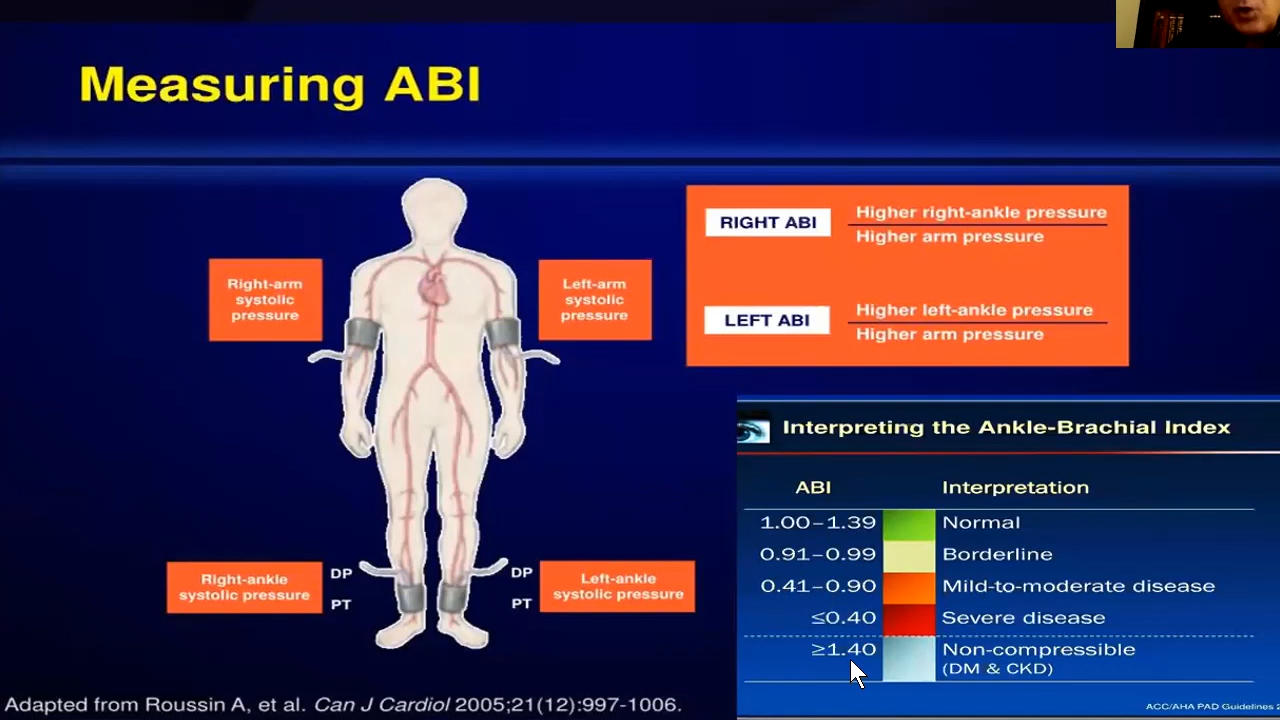 Measuring ABI
Right-arm
systolic
pressure
Left-arm
systolic
pressure
RIGHT ABI
Higher right-ankle pressure
Higher arm pressure
LEFT ABI
Higher left-ankle pressure
Higher arm pressure
Right-ankle
systolic pressure
DP
PT
DP
PT
Left-ankle
systolic pressure
Interpreting the Ankle-Brachial Index
ABI Interpretation
1.00–1.39 Normal
0.91–0.99 Borderline
0.41–0.90 Mild-to-moderate disease
≤0.40 Severe disease
≥1.40 Non-compressible
(DM & CKD)
Adapted from Roussin A, et al. Can J Cardiol 2005;21(12):997-1006.
ACC/AHA PAD Guidelines 2